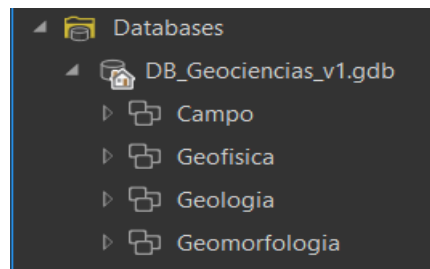 Databases
DB_Geociencias_v1.gdb
Campo
Geofisica
Geologia
Geomorfologia